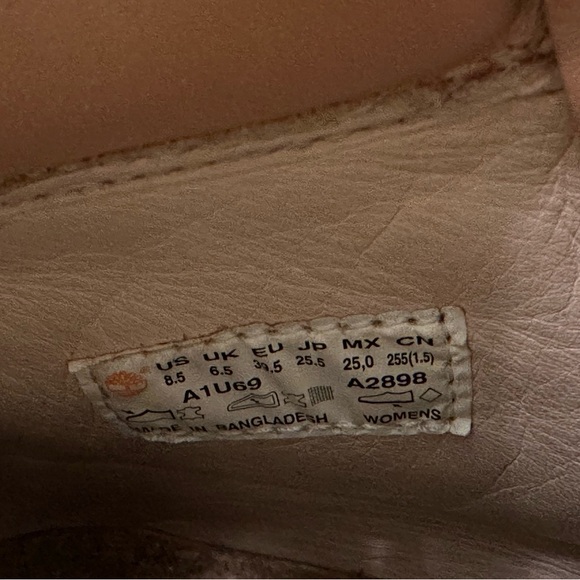 US UK EU JP MX CN
8.5 6.5 39.5 25.5 25,0 255(1.5)
A1U69 A2898
MADE IN BANGLADESH WOMENS